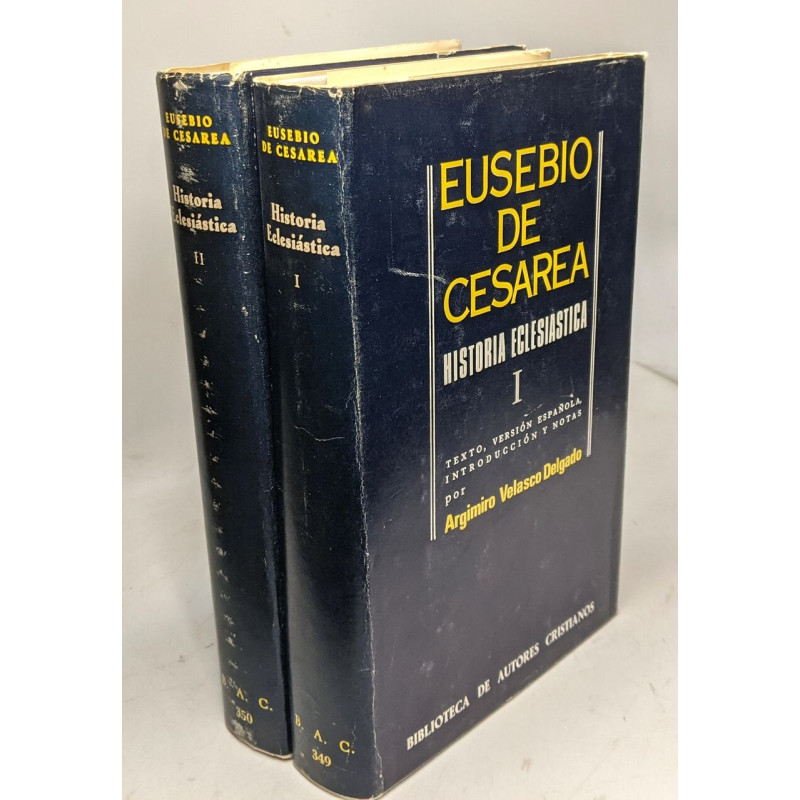 EUSEBIO
DE CESAREA
Historia
Eclesiástica
II
B. A. C.
350
EUSEBIO
DE CESAREA
Historia
Eclesiástica
I
B. A. C.
349
EUSEBIO
DE
CESAREA
HISTORIA ECLESIASTICA
I
TEXTO, VERSIÓN ESPAÑOLA,
INTRODUCCIÓN Y NOTAS
por
Argimiro Velasco Delgado
BIBLIOTECA DE AUTORES CRISTIANOS